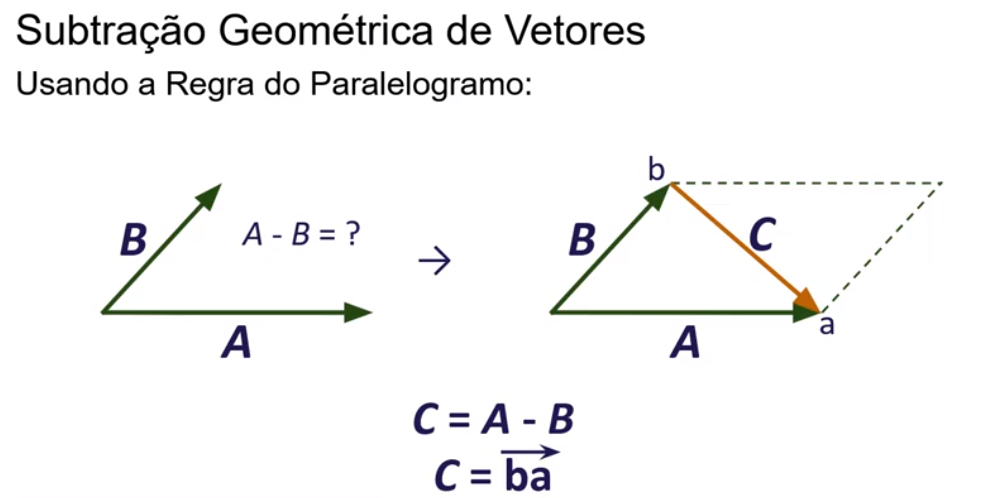 Subtração Geométrica de Vetores
Usando a Regra do Paralelogramo:
B
A - B = ?
A
→
b
B
C
A
a
C = A - B
C = ba